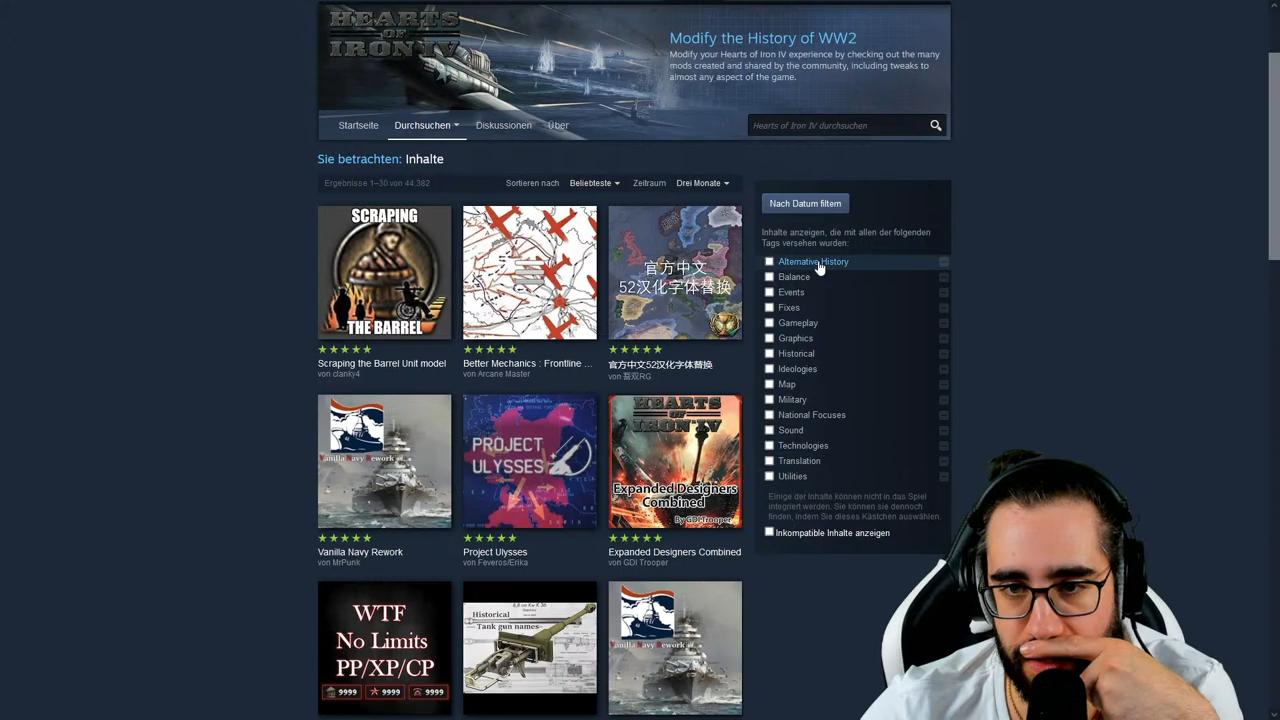 HEARTS
OF
IRON IV
Modify the History of WW2
Modify your Hearts of Iron IV experience by checking out the many
mods created and shared by the community, including tweaks to
almost any aspect of the game.
Startseite
Durchsuchen
Diskussionen
Über
Hearts of Iron IV durchsuchen
Sie betrachten: Inhalte
Ergebnisse 1–30 von 44.382
Sortieren nach
Beliebteste
Zeitraum
Drei Monate
SCRAPING
THE BARREL
Scraping the Barrel Unit model
von clanky4
Better Mechanics : Frontline ...
von Arcane Master
官方中文
52汉化字体替换
官方中文52汉化字体替换
von 吾双RG
Vanilla Navy Rework
Vanilla Navy Rework
von MrPunk
PROJECT
ULYSSES
Project Ulysses
von Feveros/Erika
HEARTS
OF
IRON IV
Expanded Designers
Combined
By GDI Trooper
Expanded Designers Combined
von GDI Trooper
WTF
No Limits
PP/XP/CP
9999
9999
9999
Historical
Tank gun names
Vanilla Navy Rework
Nach Datum filtern
Inhalte anzeigen, die mit allen der folgenden
Tags versehen wurden:
Alternative History
Balance
Events
Fixes
Gameplay
Graphics
Historical
Ideologies
Map
Military
National Focuses
Sound
Technologies
Translation
Utilities
Einige der Inhalte können nicht in das Spiel
integriert werden. Sie können sie dennoch
finden, indem Sie dieses Kästchen auswählen.
Inkompatible Inhalte anzeigen